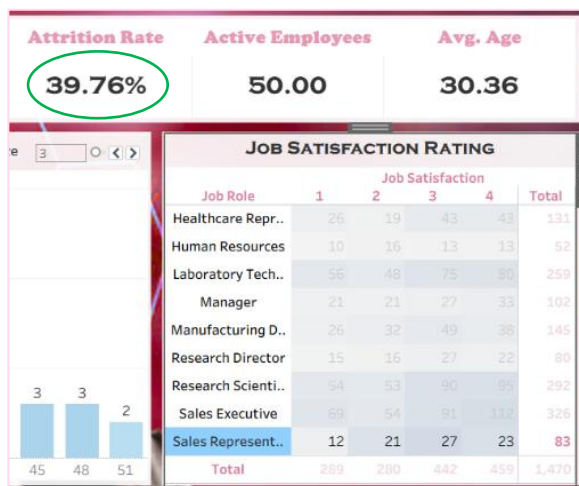 Attrition Rate Active Employees Avg. Age
39.76% 50.00 30.36
e 3
3 3 2
45 48 51
JOB SATISFACTION RATING
Job Satisfaction
Job Role 1 2 3 4 Total
Healthcare Repr.. 26 19 43 43 131
Human Resources 10 16 13 13 52
Laboratory Tech.. 56 48 75 80 259
Manager 21 21 27 33 102
Manufacturing D.. 26 32 49 38 145
Research Director 15 16 27 22 80
Research Scienti.. 54 53 90 95 292
Sales Executive 69 54 91 112 326
Sales Represent.. 12 21 27 23 83
Total 289 280 442 459 1,470